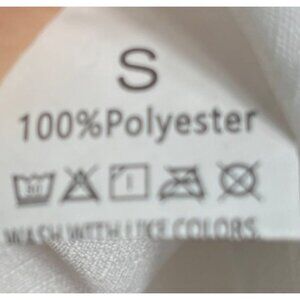 S
100%Polyester
WASH WITH LIKE COLORS.